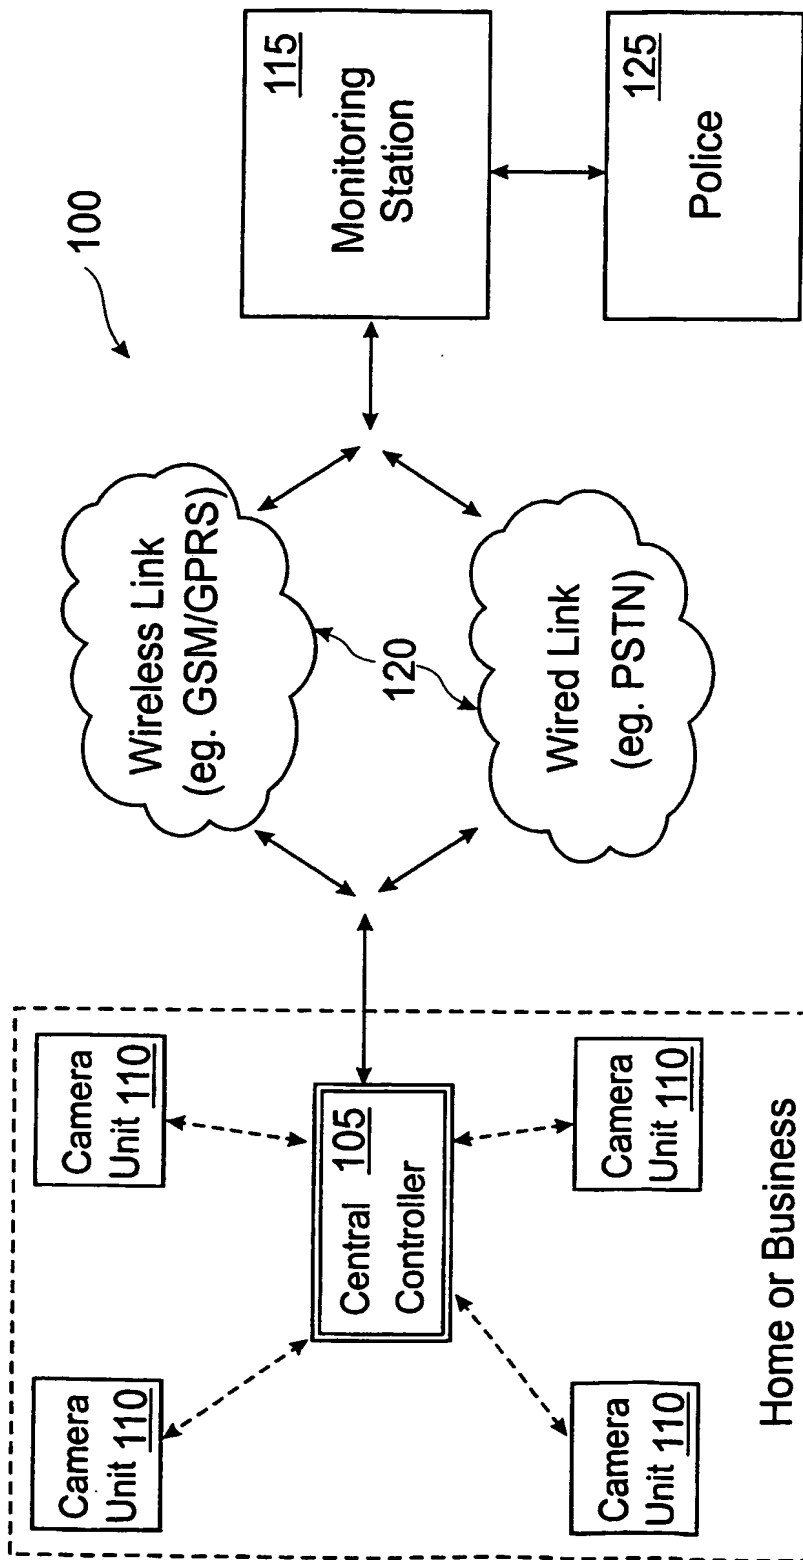 100
Camera
Unit 110
Camera
Unit 110
Central 105
Controller
Camera
Unit 110
Camera
Unit 110
Home or Business
Wireless Link
(eg. GSM/GPRS)
120
Wired Link
(eg. PSTN)
115
Monitoring
Station
125
Police